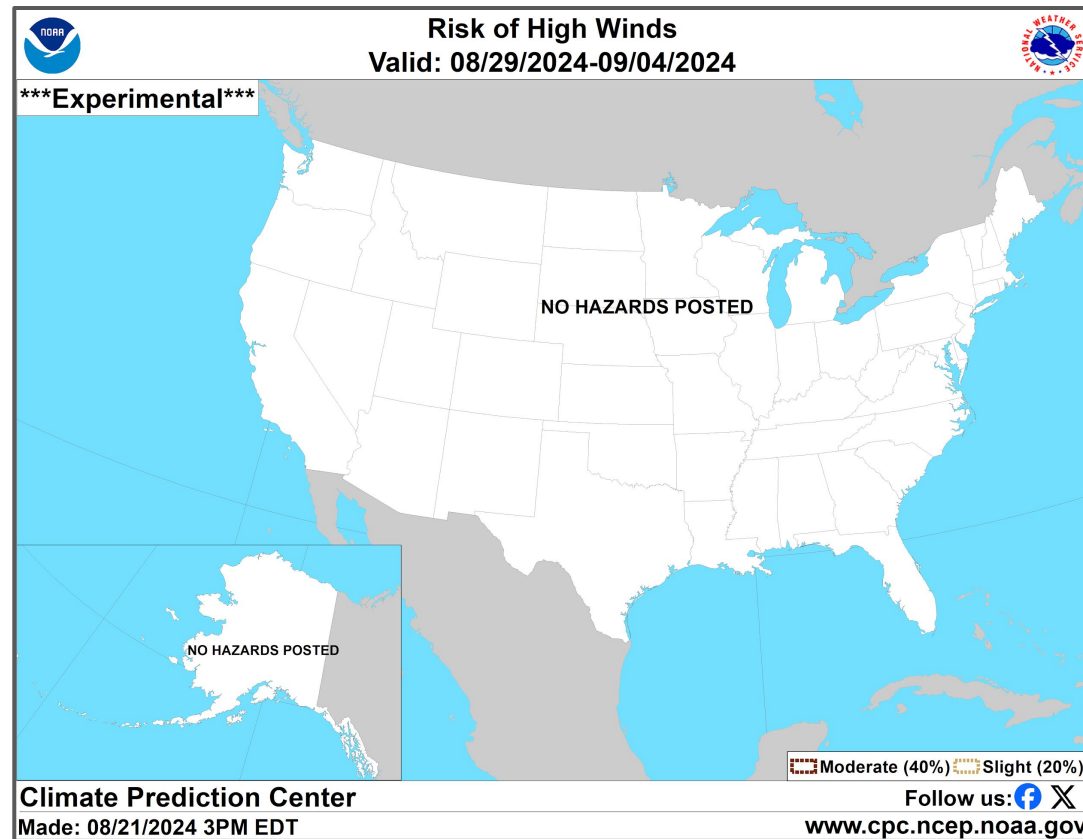 NOAA
Risk of High Winds
Valid: 08/29/2024-09/04/2024
NATIONAL WEATHER SERVICE
***Experimental***
NO HAZARDS POSTED
NO HAZARDS POSTED
Moderate (40%) Slight (20%)
Climate Prediction Center
Follow us:
Made: 08/21/2024 3PM EDT
www.cpc.ncep.noaa.gov